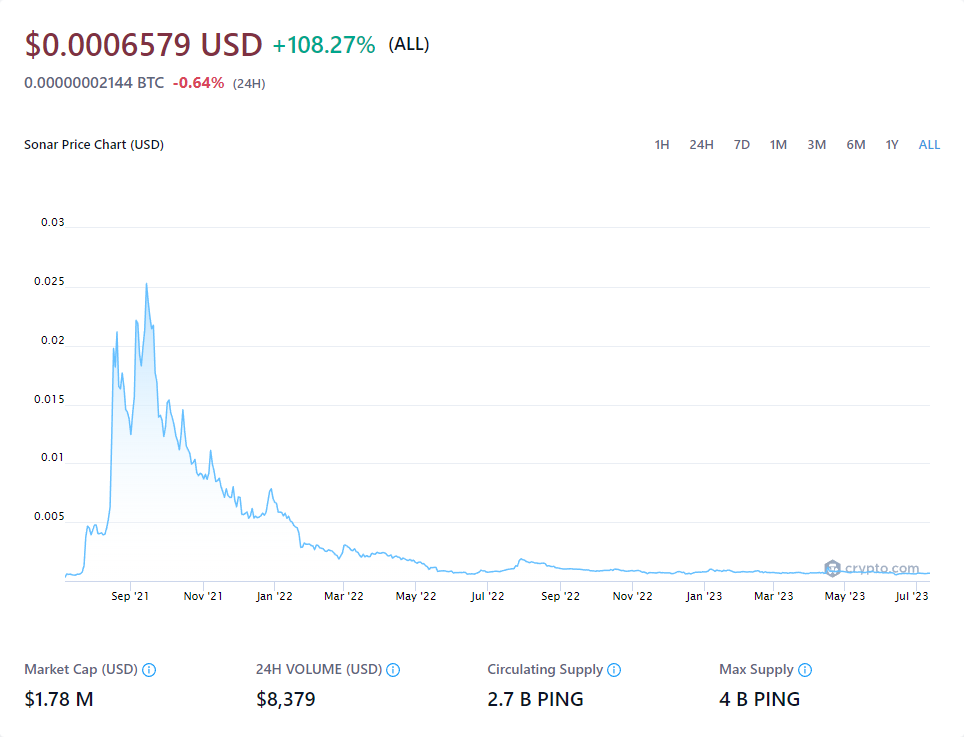 $0.0006579 USD +108.27% (ALL)
0.00000002144 BTC -0.64% (24H)
Sonar Price Chart (USD) 1H 24H 7D 1M 3M 6M 1Y ALL
0.03
0.025
0.02
0.015
0.01
0.005
crypto.com
Sep '21 Nov '21 Jan '22 Mar '22 May '22 Jul '22 Sep '22 Nov '22 Jan '23 Mar '23 May '23 Jul '23
Market Cap (USD) 24H VOLUME (USD) Circulating Supply Max Supply
$1.78 M $8,379 2.7 B PING 4 B PING